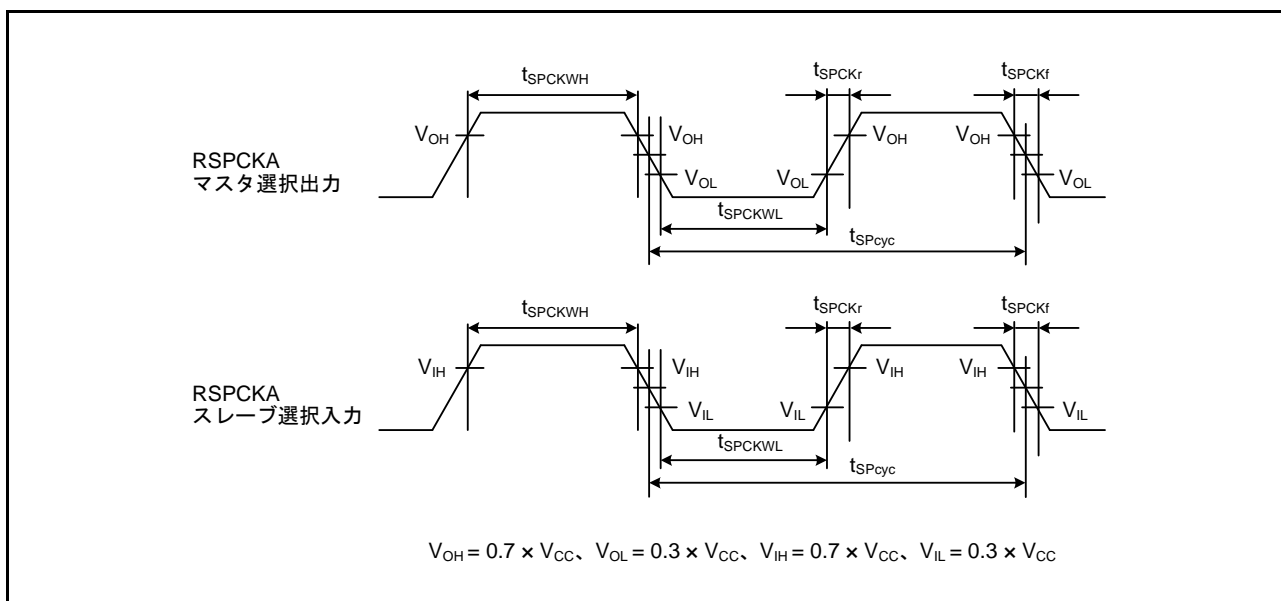 tSPCKWH
tSPCKr
tSPCKf
VOH
VOH
VOH
VOH
RSPCKA
マスタ選択出力
VOL
VOL
VOL
tSPCKWL
tSPcyc
tSPCKWH
tSPCKr
tSPCKf
VIH
VIH
VIH
VIH
RSPCKA
スレーブ選択入力
VIL
VIL
VIL
tSPCKWL
tSPcyc
VOH = 0.7 × VCC、VOL = 0.3 × VCC、VIH = 0.7 × VCC、VIL = 0.3 × VCC